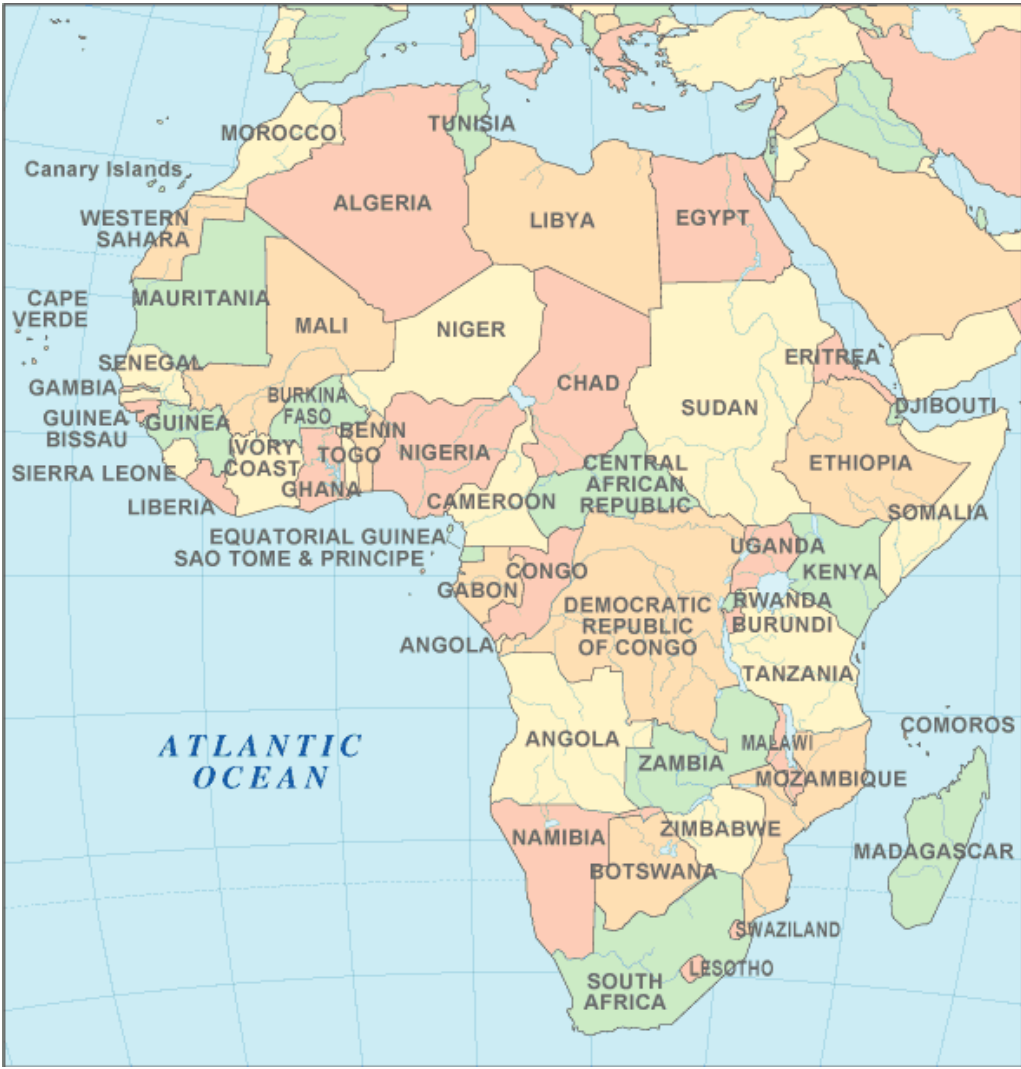 MOROCCO
TUNISIA
Canary Islands
ALGERIA
LIBYA
EGYPT
WESTERN
SAHARA
CAPE
VERDE
MAURITANIA
MALI
NIGER
CHAD
SUDAN
ERITREA
SENEGAL
GAMBIA
GUINEA
BISSAU
GUINEA
BURKINA
FASO
BENIN
DJIBOUTI
SIERRA LEONE
IVORY
COAST
TOGO
GHANA
NIGERIA
CENTRAL
AFRICAN
REPUBLIC
ETHIOPIA
LIBERIA
CAMEROON
SOMALIA
EQUATORIAL GUINEA
SAO TOME & PRINCIPE
UGANDA
KENYA
GABON
CONGO
DEMOCRATIC
REPUBLIC
OF CONGO
RWANDA
BURUNDI
ANGOLA
TANZANIA
ATLANTIC
OCEAN
ANGOLA
ZAMBIA
MALAWI
COMOROS
MOZAMBIQUE
NAMIBIA
ZIMBABWE
BOTSWANA
MADAGASCAR
SWAZILAND
LESOTHO
SOUTH
AFRICA